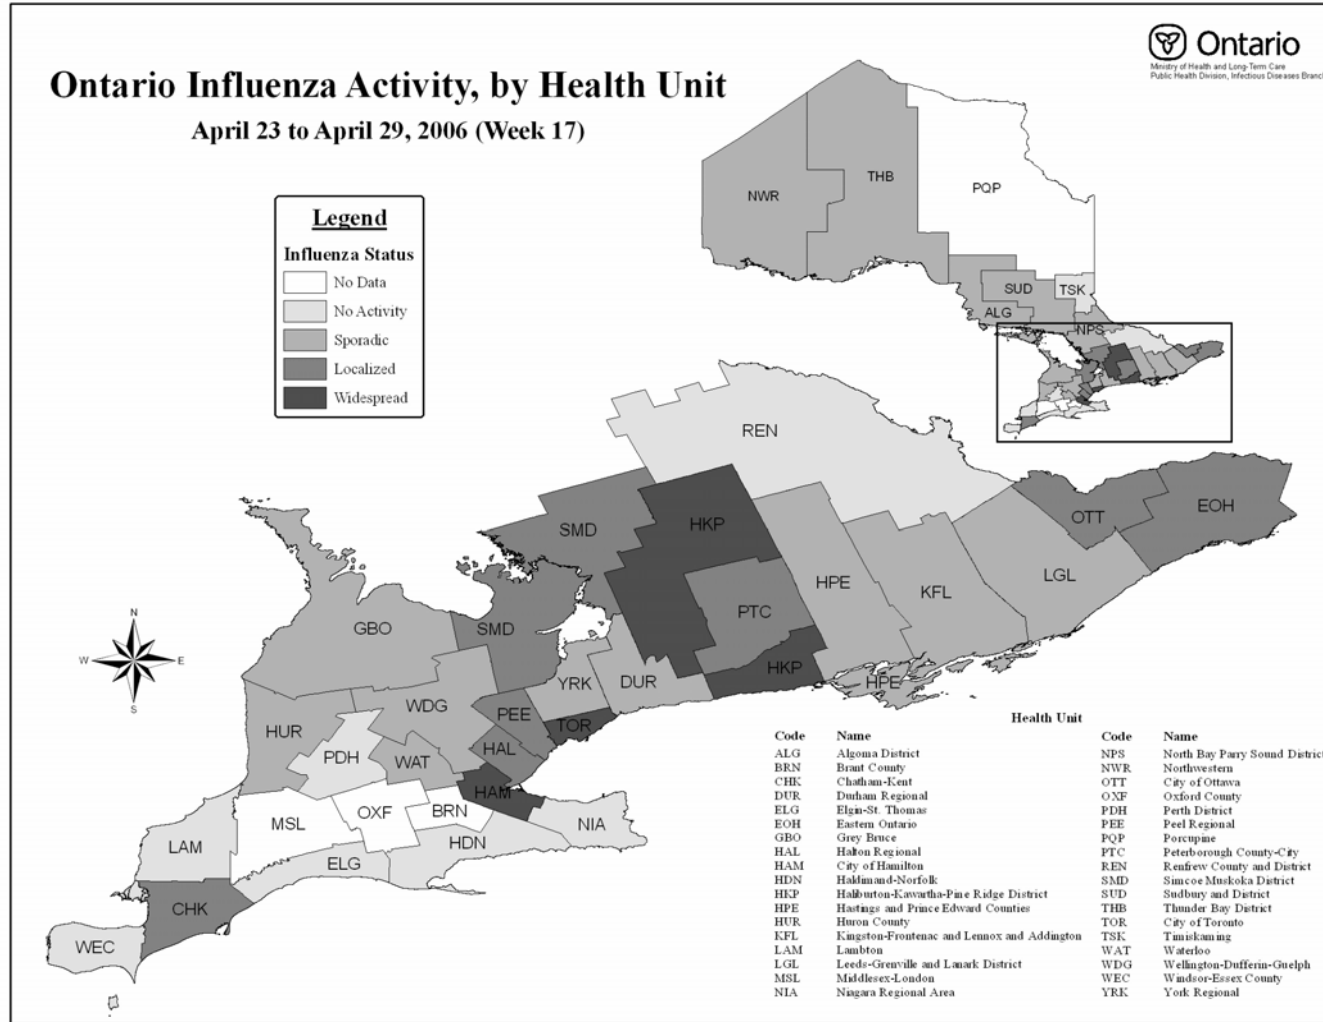 Ontario
Ministry of Health and Long-Term Care
Public Health Division, Infectious Diseases Branch
Ontario Influenza Activity, by Health Unit
April 23 to April 29, 2006 (Week 17)
Legend
Influenza Status
No Data
No Activity
Sporadic
Localized
Widespread
NWR
THB
PQP
SUD
TSK
ALG
NPS
REN
SMD
HKP
OTT
EOH
HPE
KFL
LGL
PTC
GBO
SMD
HKP
HPE
YRK
DUR
WDG
PEE
TOR
HUR
PDH
WAT
HAL
HAM
MSL
OXF
BRN
NIA
LAM
HDN
ELG
CHK
WEC
N
W
E
S
Health Unit
Code Name
ALG Algoma District
BRN Brant County
CHK Chatham-Kent
DUR Durham Regional
ELG Elgin-St. Thomas
EOH Eastern Ontario
GBO Grey Bruce
HAL Halton Regional
HAM City of Hamilton
HDN Haldimand-Norfolk
HKP Haliburton-Kawartha-Pine Ridge District
HPE Hastings and Prince Edward Counties
HUR Huron County
KFL Kingston-Frontenac and Lennox and Addington
LAM Lambton
LGL Leeds-Grenville and Lanark District
MSL Middlesex-London
NIA Niagara Regional Area
Code Name
NPS North Bay Parry Sound District
NWR Northwestern
OTT City of Ottawa
OXF Oxford County
PDH Perth District
PEE Peel Regional
PQP Porcupine
PTC Peterborough County-City
REN Renfrew County and District
SMD Simcoe Muskoka District
SUD Sudbury and District
THB Thunder Bay District
TOR City of Toronto
TSK Timiskaming
WAT Waterloo
WDG Wellington-Dufferin-Guelph
WEC Windsor-Essex County
YRK York Regional